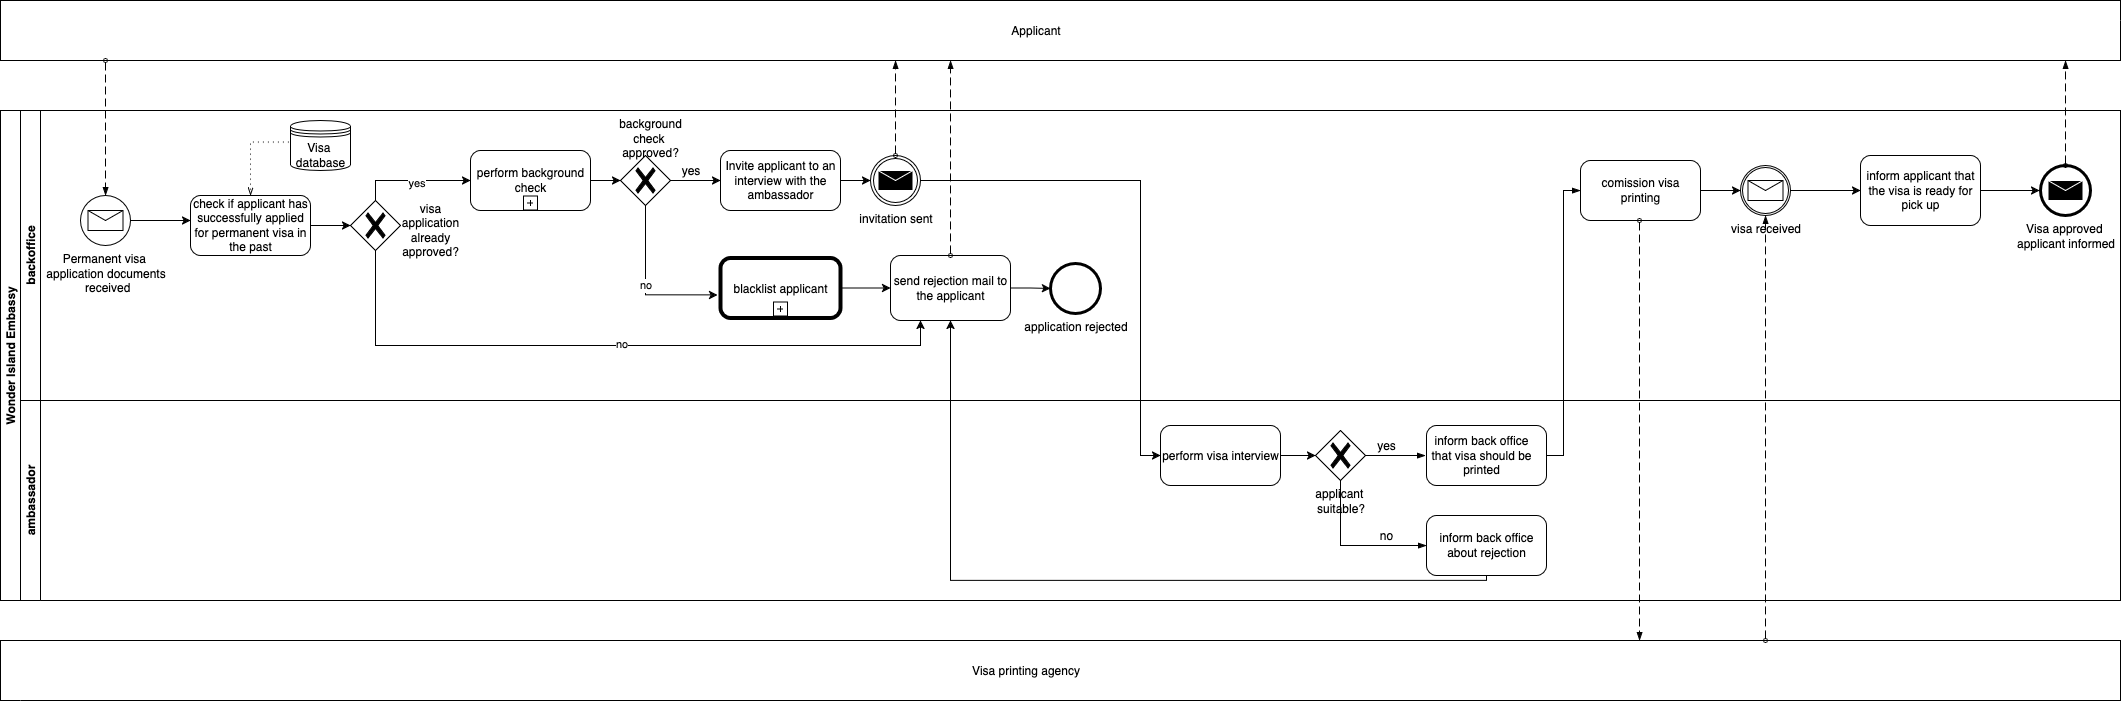 Applicant
Visa
database
Permanent visa
application documents
received
check if applicant has
successfully applied
for permanent visa in
the past
yes
visa
application
already
approved?
no
perform background
check
background
check
approved?
yes
no
Invite applicant to an
interview with the
ambassador
invitation sent
blacklist applicant
send rejection mail to
the applicant
application rejected
comission visa
printing
visa received
inform applicant that
the visa is ready for
pick up
Visa approved
applicant informed
Wonder Island Embassy
backoffice
ambassador
perform visa interview
applicant
suitable?
yes
inform back office
that visa should be
printed
no
inform back office
about rejection
Visa printing agency